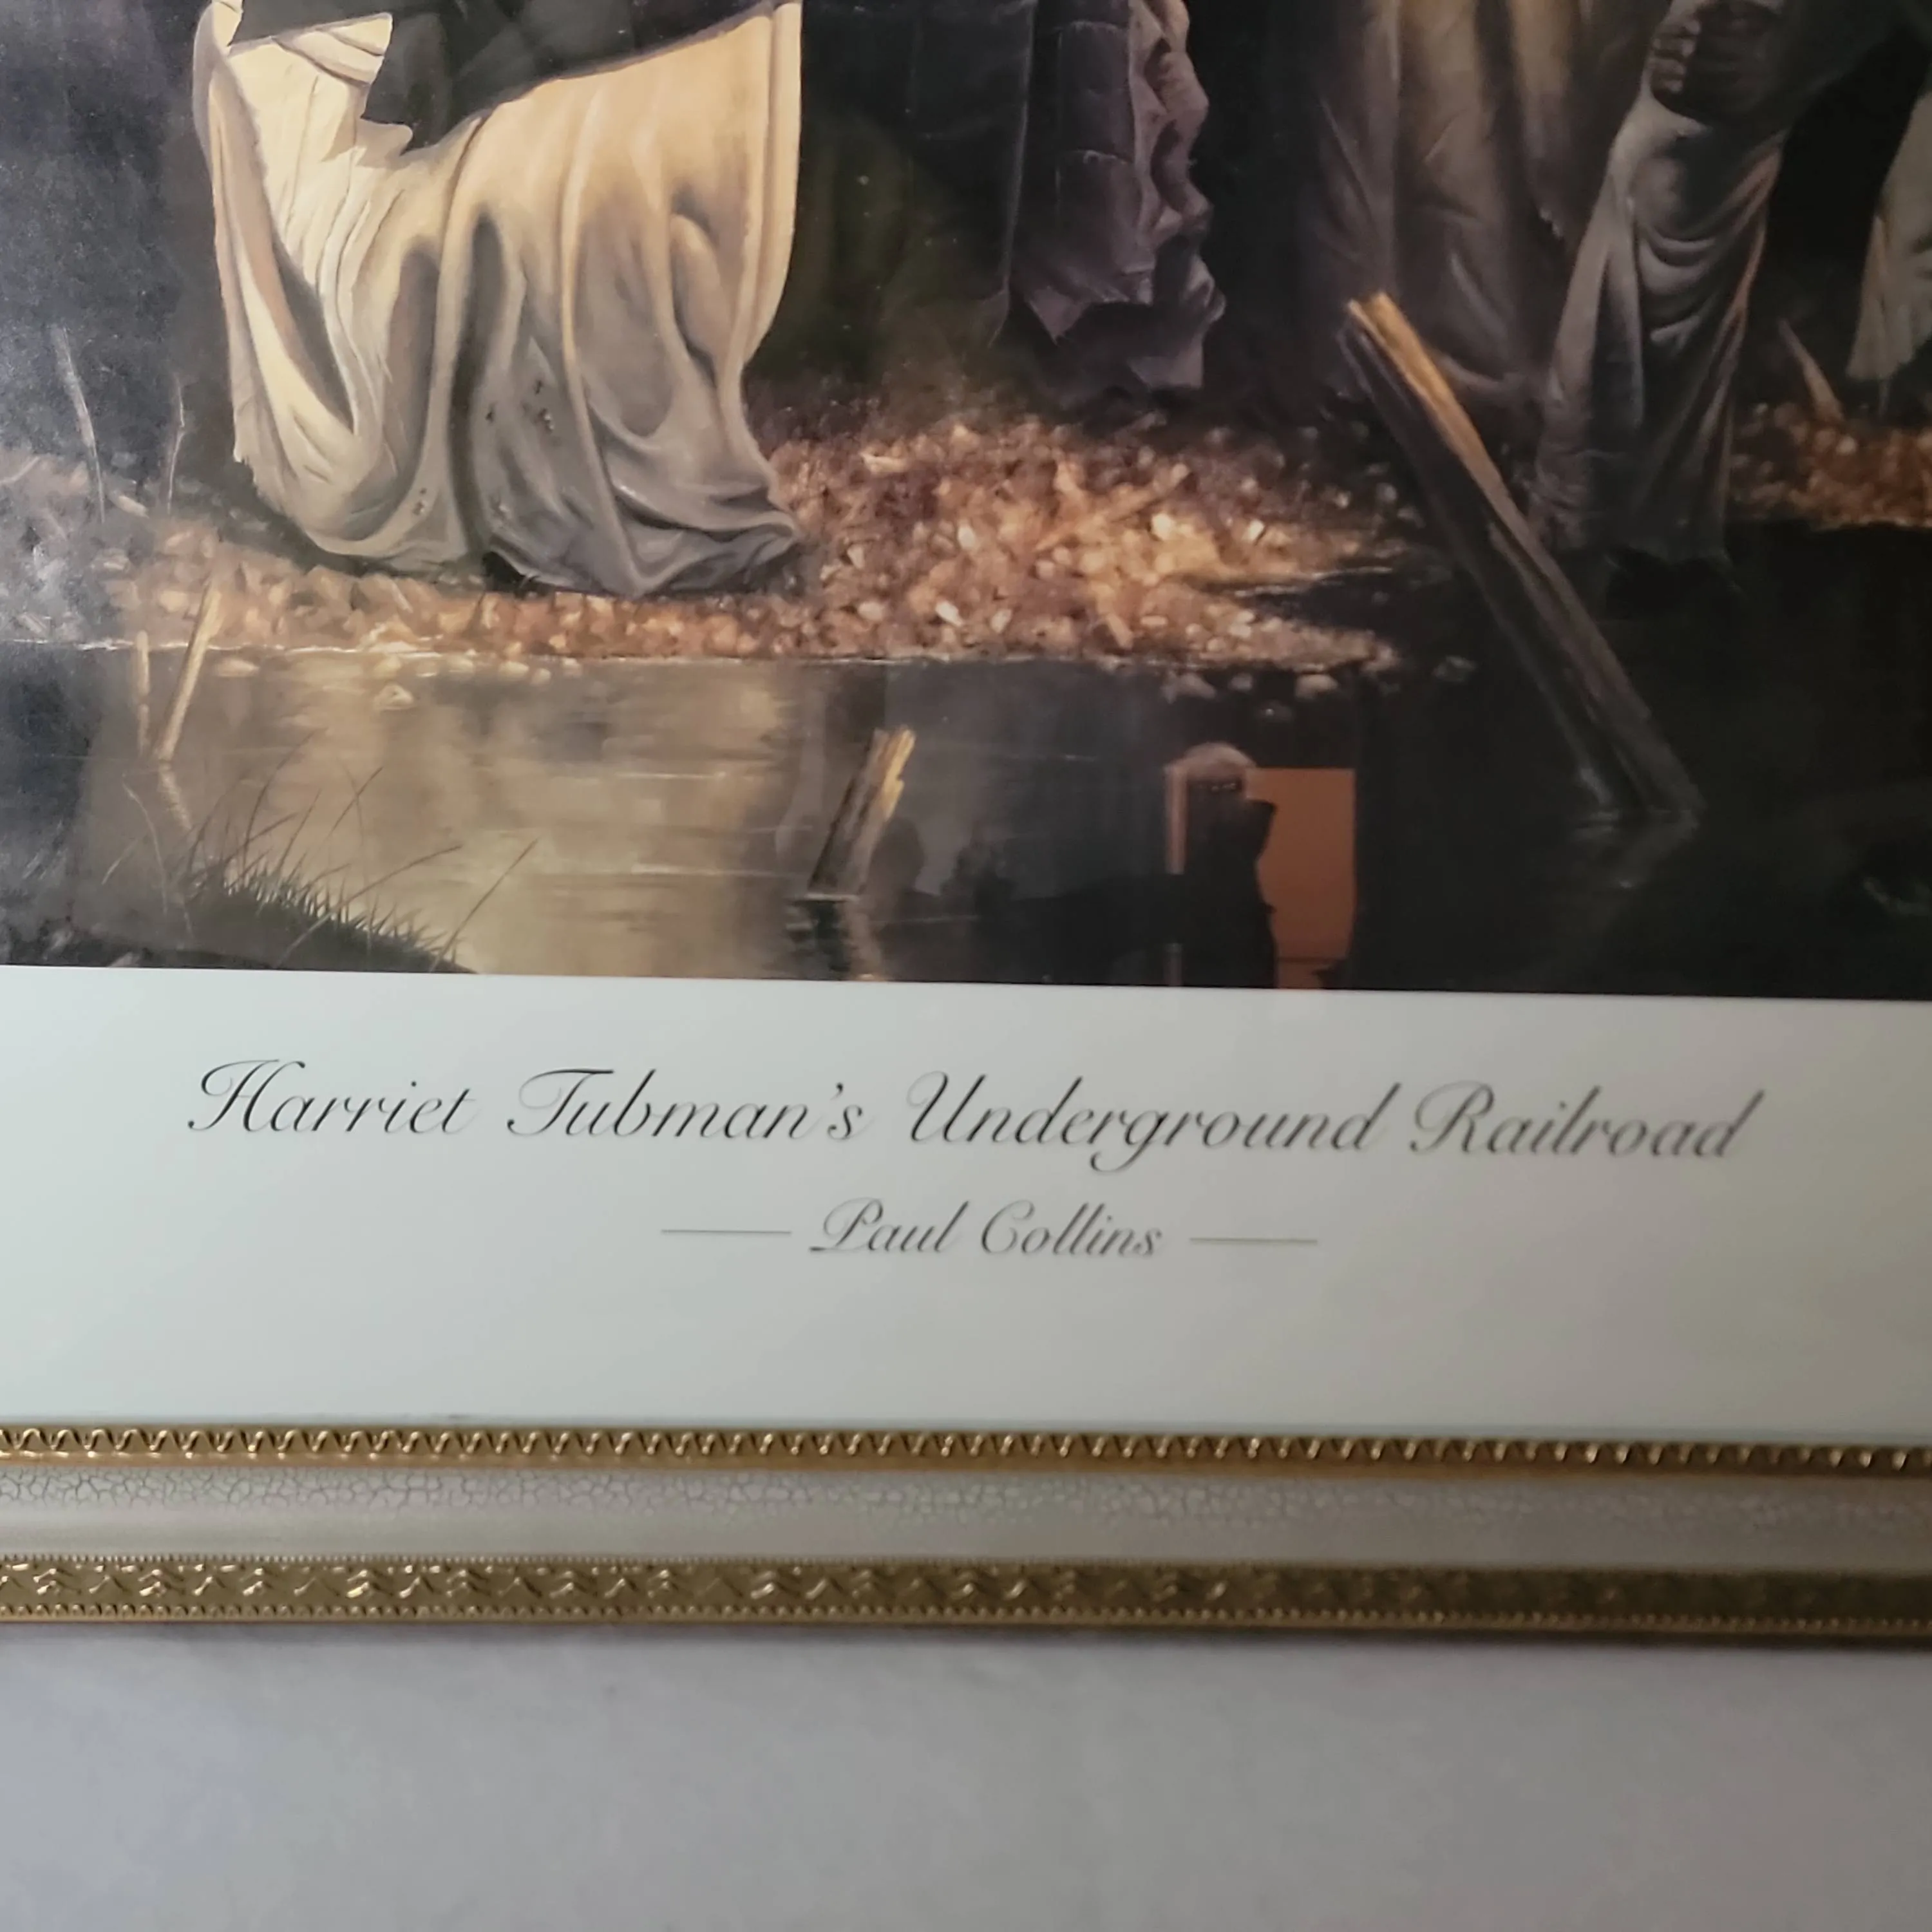 Harriet Tubman's Underground Railroad
Paul Collins